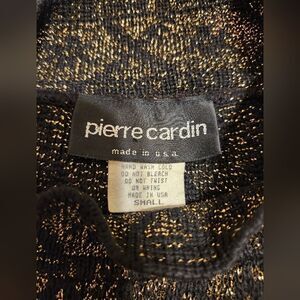 pierre cardin
made in u.s.a.
HAND WASH COLD
DO NOT BLEACH
DO NOT TWIST
OR WRING
MADE IN USA
SMALL